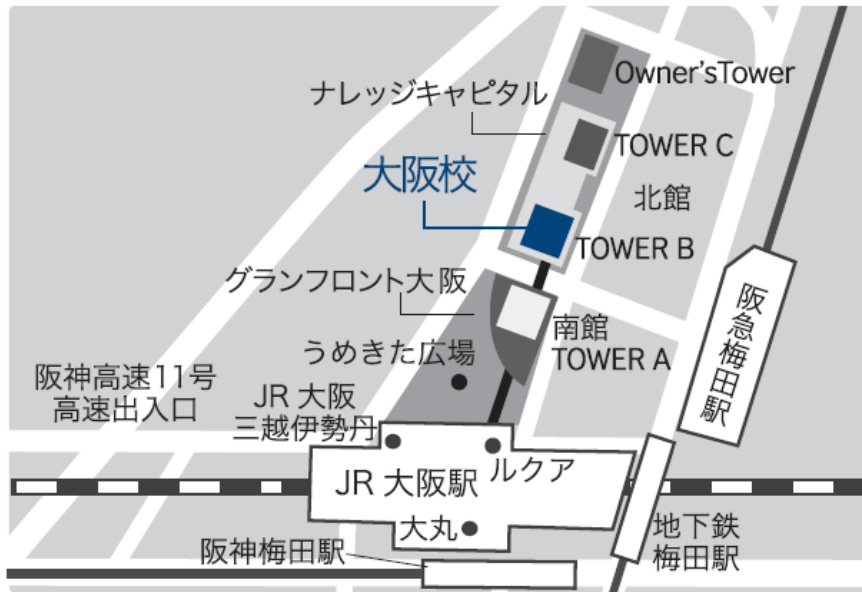 Owner'sTower
ナレッジキャピタル
TOWER C
大阪校
北館
TOWER B
グランフロント大阪
南館
TOWER A
うめきた広場
阪急梅田駅
阪神高速11号
高速出入口
JR 大阪
三越伊勢丹
ルクア
JR 大阪駅
大丸
地下鉄
梅田駅
阪神梅田駅